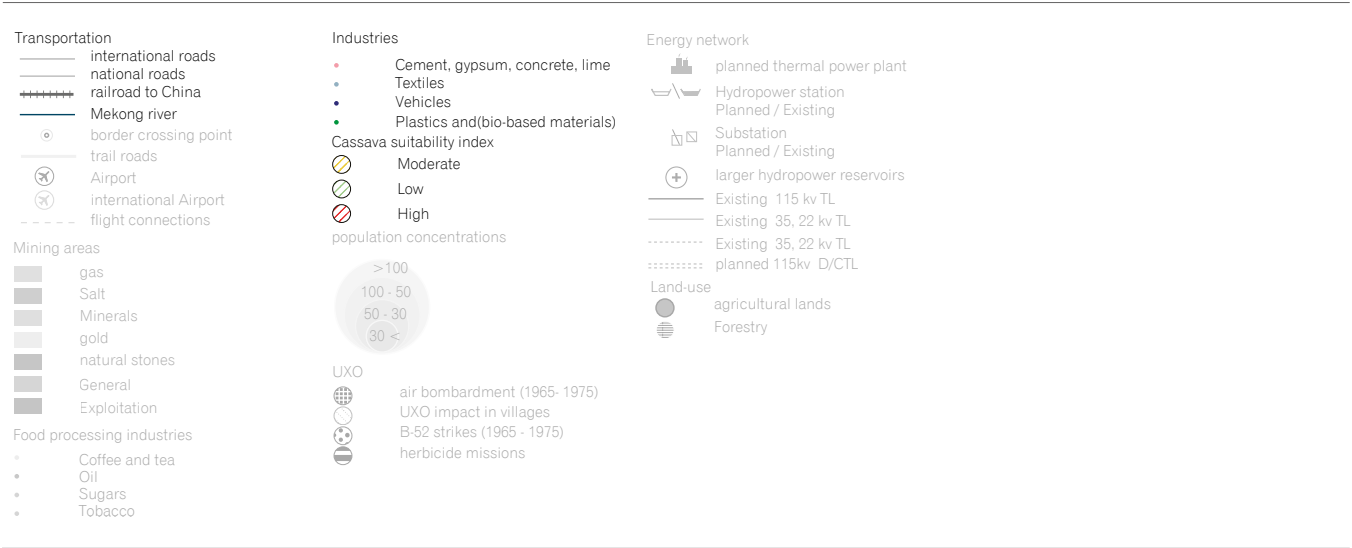 Transportation
international roads
national roads
railroad to China
Mekong river
border crossing point
trail roads
Airport
international Airport
flight connections
Mining areas
gas
Salt
Minerals
gold
natural stones
General
Exploitation
Food processing industries
Coffee and tea
Oil
Sugars
Tobacco
Industries
Cement, gypsum, concrete, lime
Textiles
Vehicles
Plastics and(bio-based materials)
Cassava suitability index
Moderate
Low
High
population concentrations
>100
100 - 50
50 - 30
30 <
UXO
air bombardment (1965- 1975)
UXO impact in villages
B-52 strikes (1965 - 1975)
herbicide missions
Energy network
planned thermal power plant
Hydropower station
Planned / Existing
Substation
Planned / Existing
larger hydropower reservoirs
Existing 115 kv TL
Existing 35, 22 kv TL
Existing 35, 22 kv TL
planned 115kv D/CTL
Land-use
agricultural lands
Forestry